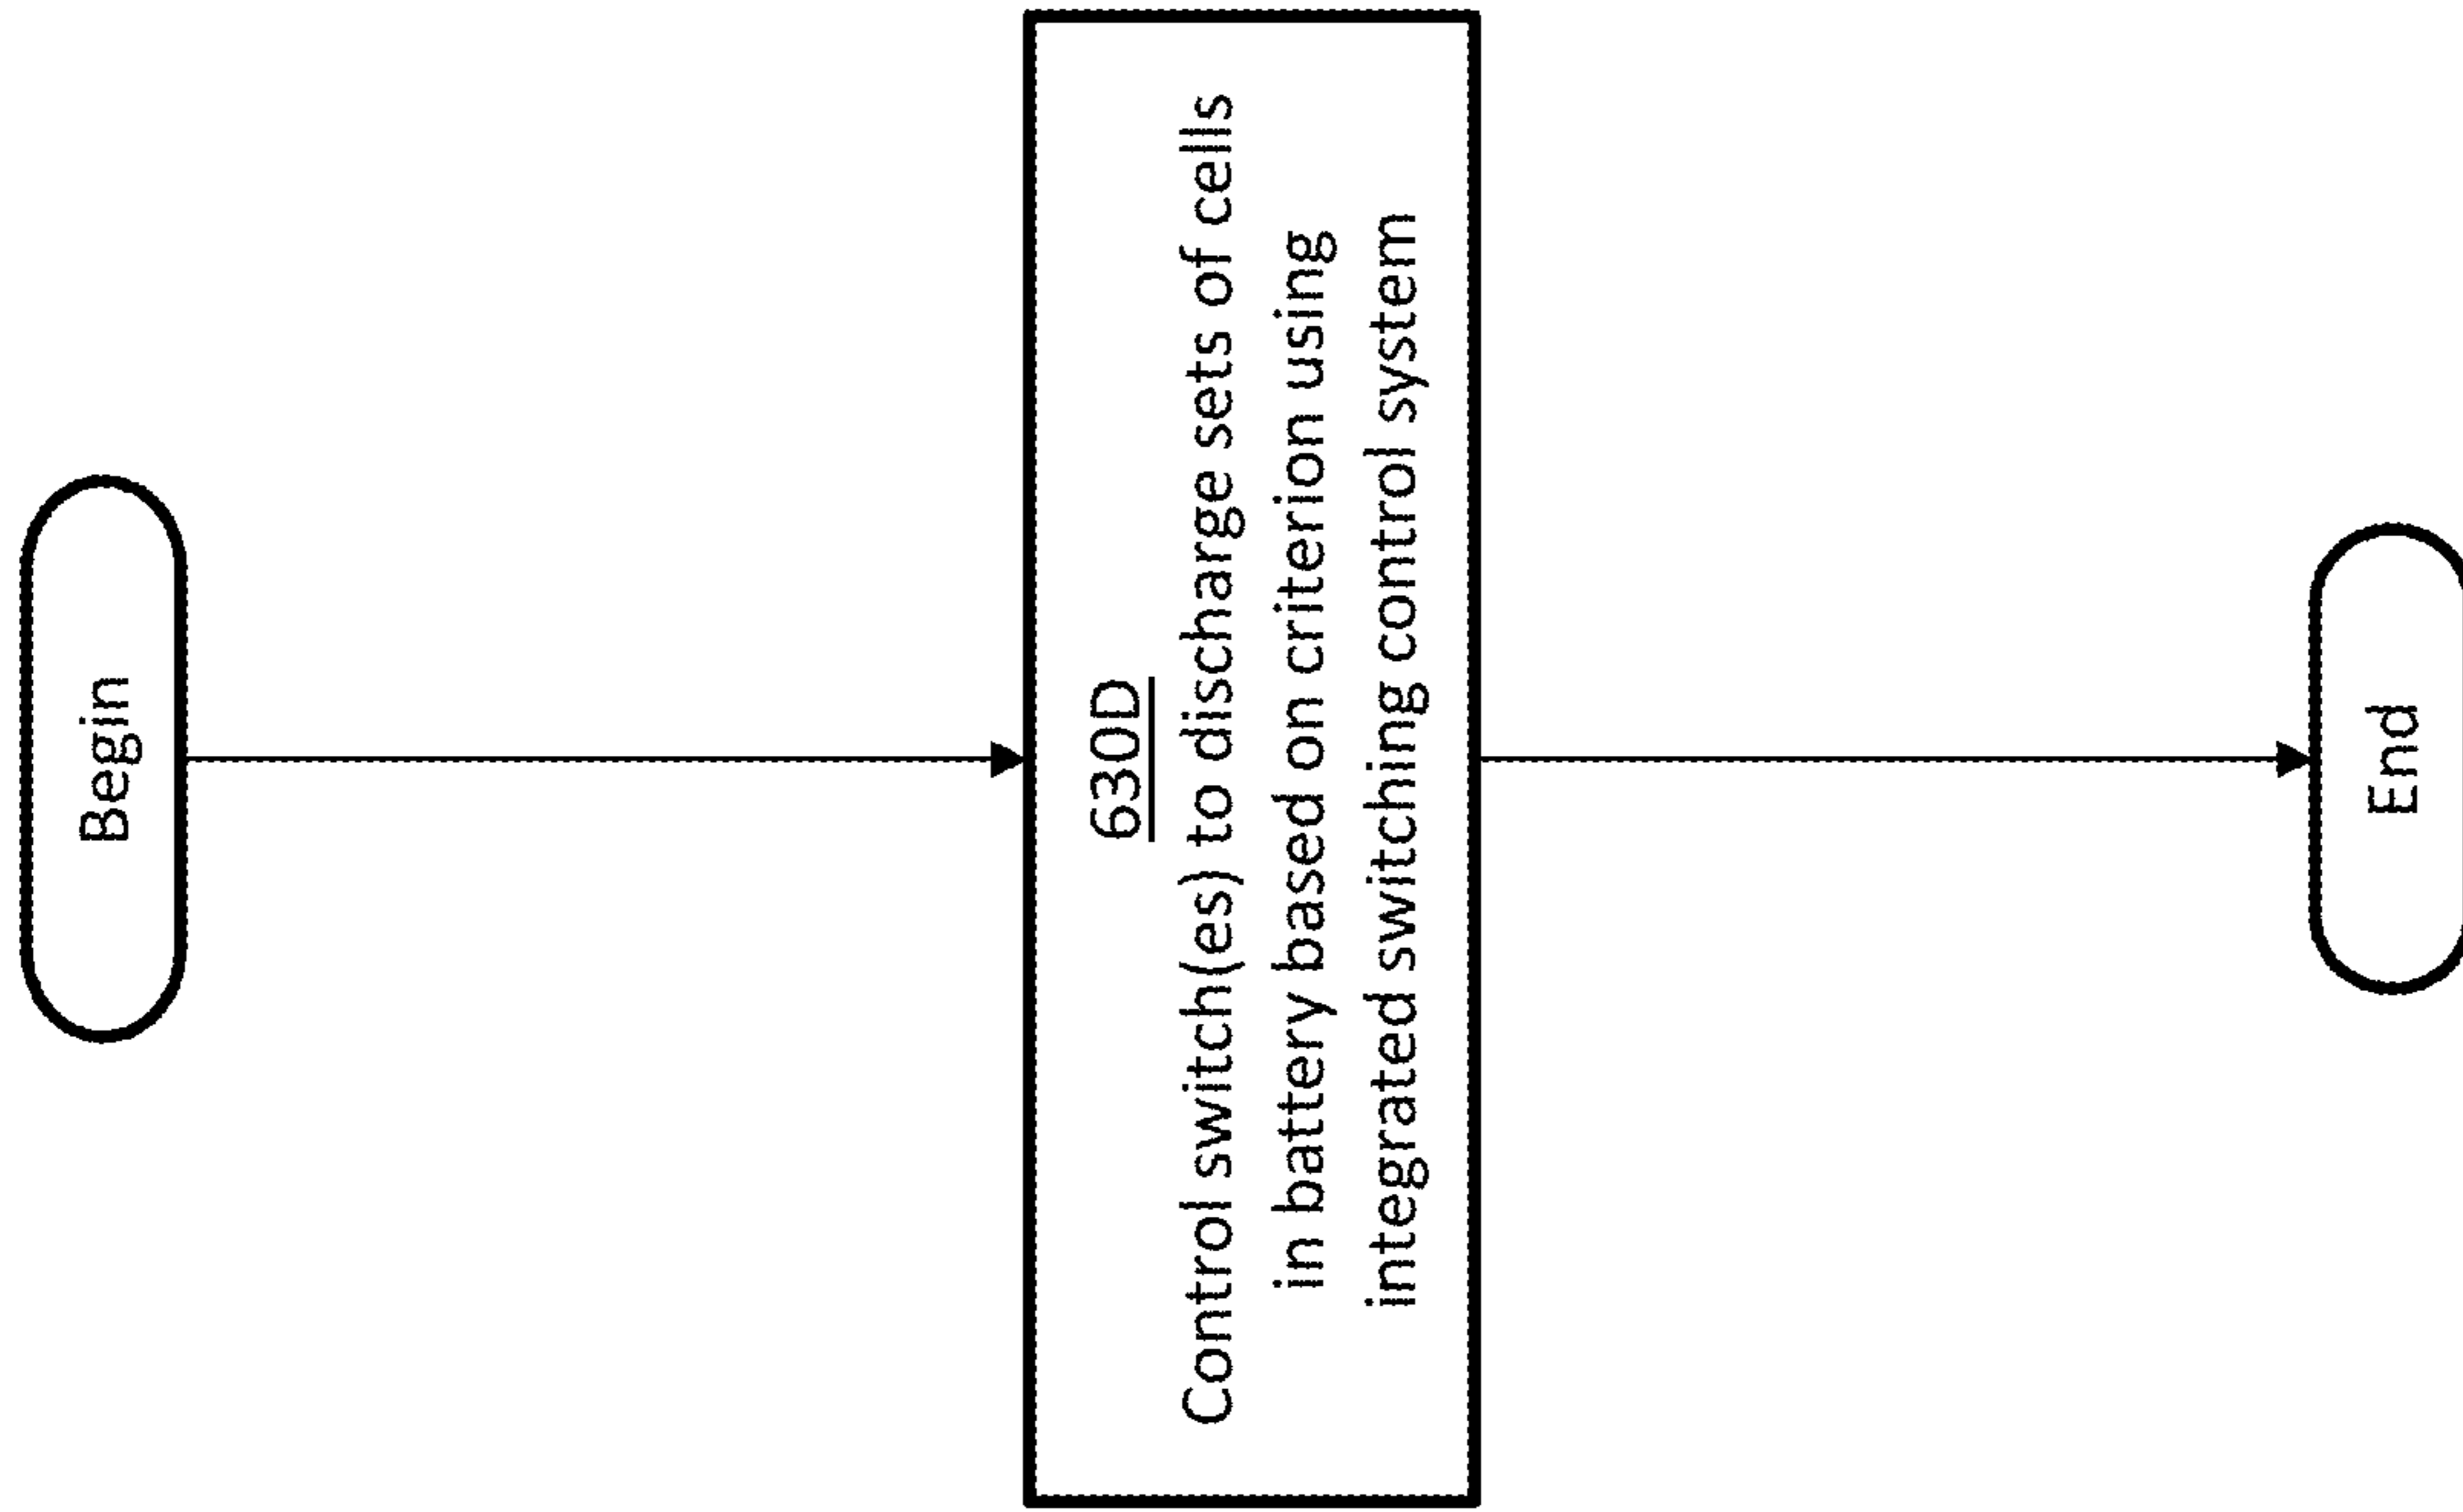 Begin
630D
Control switch(es) to discharge sets of cells
in battery based on criterion using
integrated switching control system
End